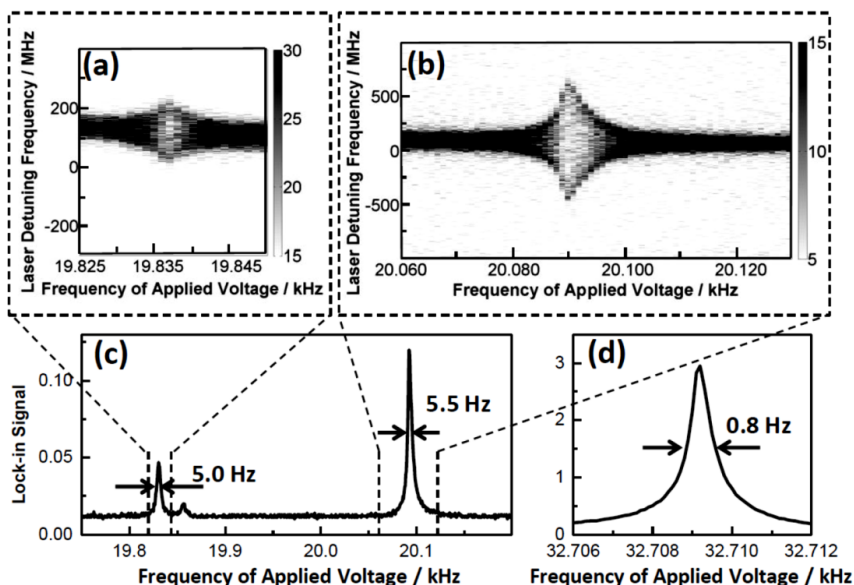 (a)
Laser Detuning Frequency / MHz
200
0
-200
30
25
20
15
19.825 19.835 19.845
Frequency of Applied Voltage / kHz
(b)
Laser Detuning Frequency / MHz
500
0
-500
15
10
5
20.060 20.080 20.100 20.120
Frequency of Applied Voltage / kHz
(c)
Lock-in Signal
0.10
0.05
0.00
5.0 Hz
5.5 Hz
19.8 19.9 20.0 20.1
Frequency of Applied Voltage / kHz
(d)
3
2
1
0
0.8 Hz
32.706 32.708 32.710 32.712
Frequency of Applied Voltage / kHz